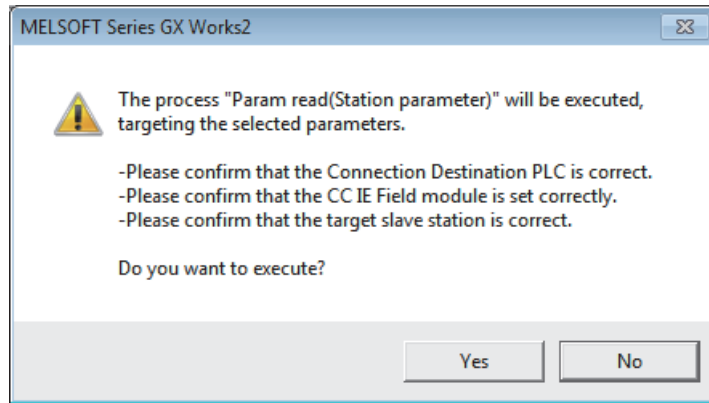 MELSOFT Series GX Works2
The process "Param read(Station parameter)" will be executed,
targeting the selected parameters.
-Please confirm that the Connection Destination PLC is correct.
-Please confirm that the CC IE Field module is set correctly.
-Please confirm that the target slave station is correct.
Do you want to execute?
Yes
No